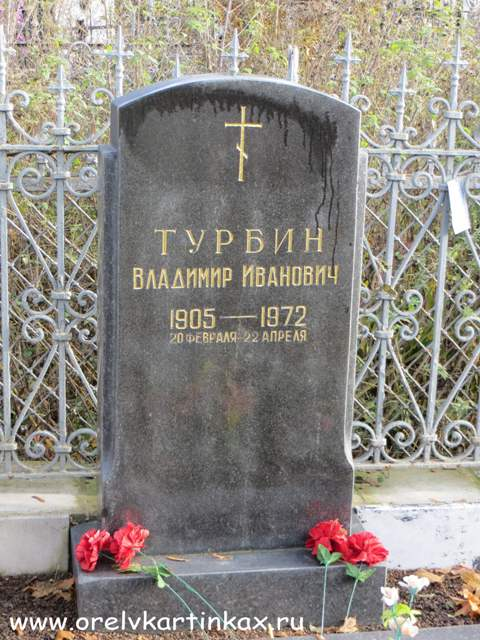 ТУРБИН
ВЛАДИМИР ИВАНОВИЧ
1905—1972
20 ФЕВРАЛЯ-22 АПРЕЛЯ
www.orelvkartinkax.ru